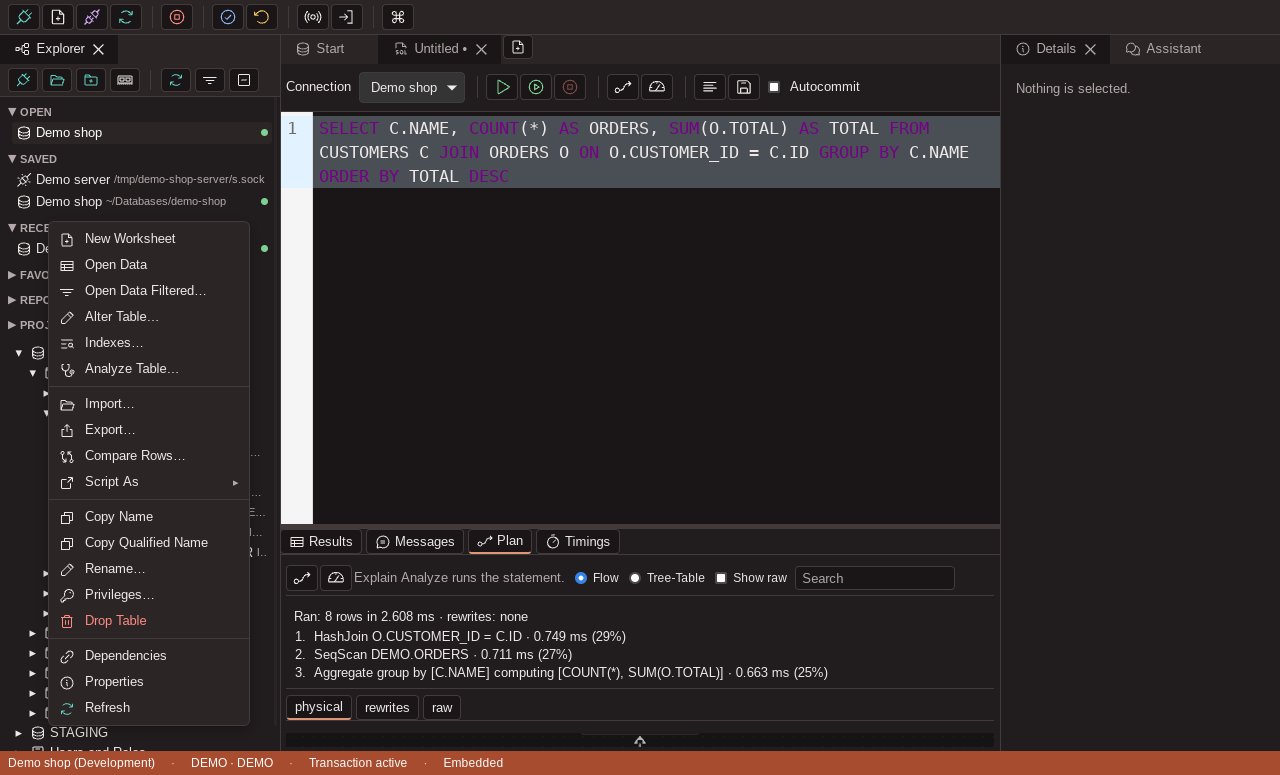 Explorer
Start
Untitled •
Details
Assistant
Connection
Demo shop
Autocommit
Nothing is selected.
OPEN
Demo shop
SAVED
Demo server /tmp/demo-shop-server/s.sock
Demo shop ~/Databases/demo-shop
1
SELECT C.NAME, COUNT(*) AS ORDERS, SUM(O.TOTAL) AS TOTAL FROM
CUSTOMERS C JOIN ORDERS O ON O.CUSTOMER_ID = C.ID GROUP BY C.NAME
ORDER BY TOTAL DESC
New Worksheet
Open Data
Open Data Filtered…
Alter Table…
Indexes…
Analyze Table…
Import…
Export…
Compare Rows…
Script As
Copy Name
Copy Qualified Name
Rename…
Privileges…
Drop Table
Dependencies
Properties
Refresh
STAGING
Results
Messages
Plan
Timings
Explain Analyze runs the statement.
Flow
Tree-Table
Show raw
Search
Ran: 8 rows in 2.608 ms · rewrites: none
1. HashJoin O.CUSTOMER_ID = C.ID · 0.749 ms (29%)
2. SeqScan DEMO.ORDERS · 0.711 ms (27%)
3. Aggregate group by [C.NAME] computing [COUNT(*), SUM(O.TOTAL)] · 0.663 ms (25%)
physical
rewrites
raw
Demo shop (Development) · DEMO · DEMO · Transaction active · Embedded